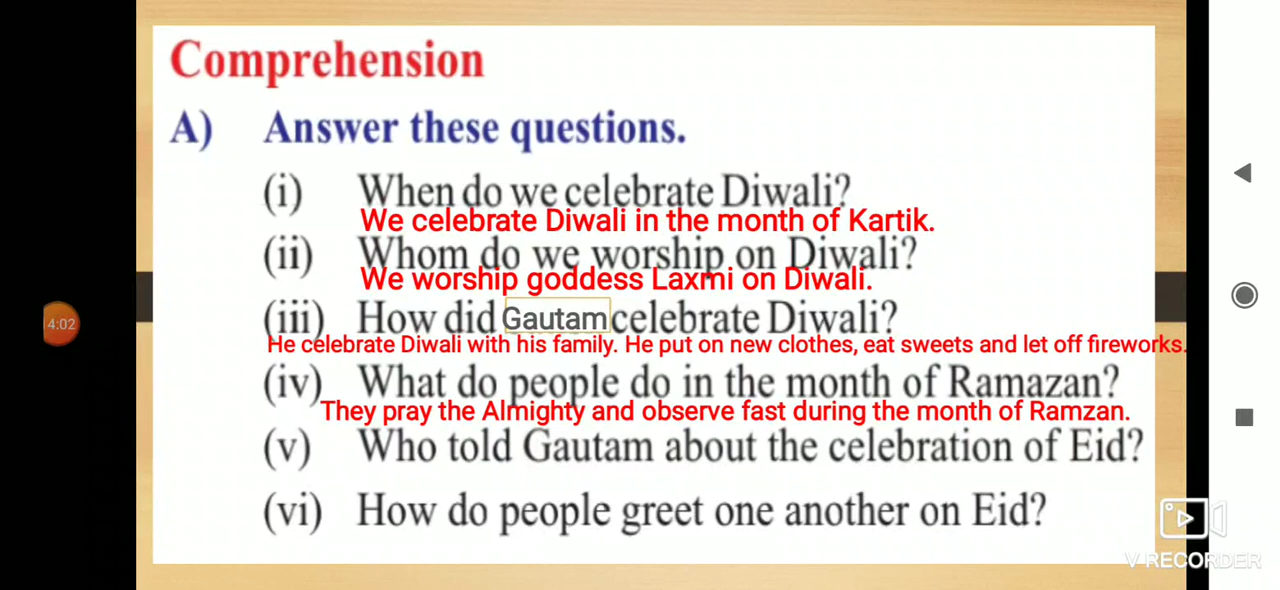 Comprehension
A) Answer these questions.
(i) When do we celebrate Diwali?
We celebrate Diwali in the month of Kartik.
(ii) Whom do we worship on Diwali?
We worship goddess Laxmi on Diwali.
(iii) How did Gautam celebrate Diwali?
He celebrate Diwali with his family. He put on new clothes, eat sweets and let off fireworks.
(iv) What do people do in the month of Ramazan?
They pray the Almighty and observe fast during the month of Ramzan.
(v) Who told Gautam about the celebration of Eid?
(vi) How do people greet one another on Eid?
4:02
V RECORDER